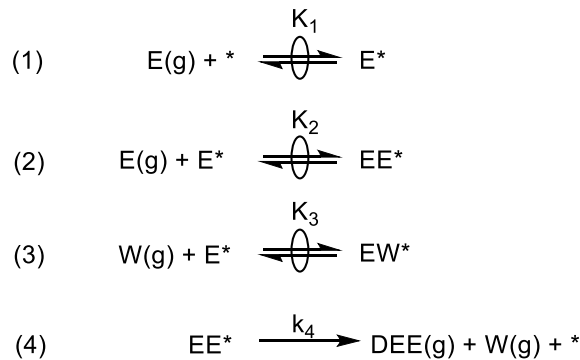 K₁
(1) E(g) + * E*
K₂
(2) E(g) + E* EE*
K₃
(3) W(g) + E* EW*
k₄
(4) EE* DEE(g) + W(g) + *